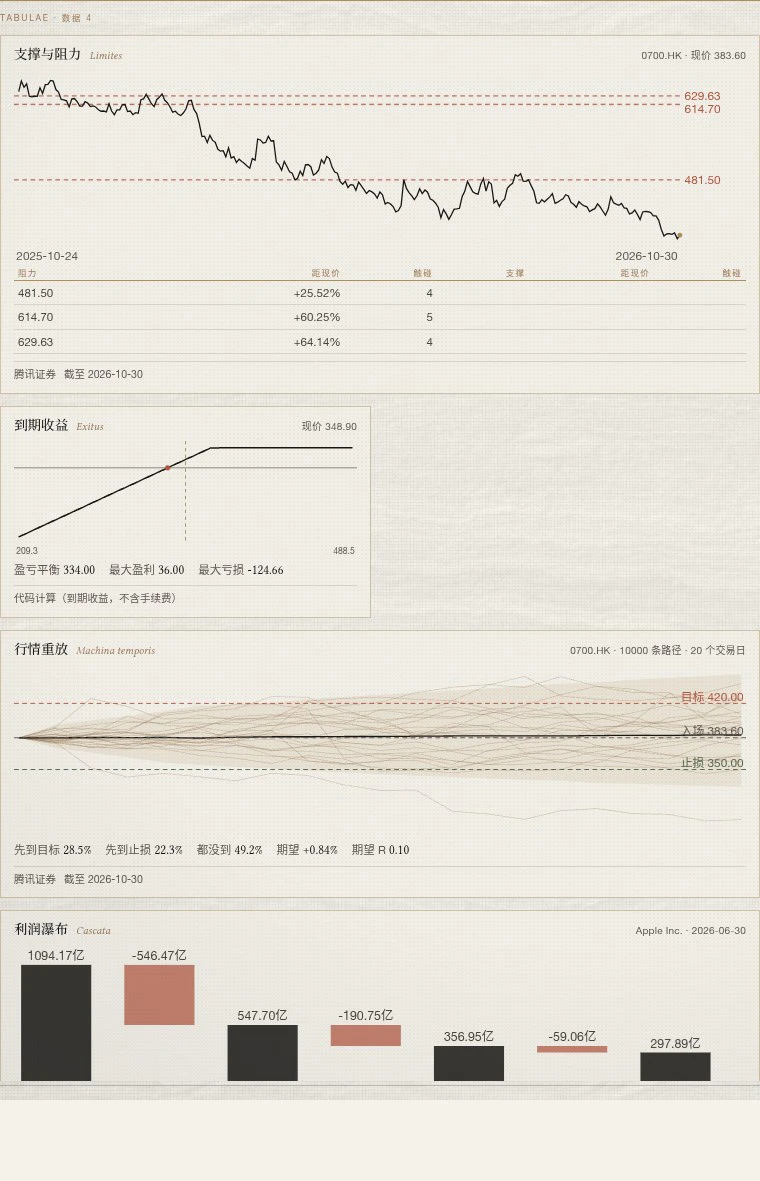 TABULAE · 数据 4
支撑与阻力 Limites 0700.HK · 现价 383.60
629.63
614.70
481.50
2025-10-24 2026-10-30
阻力 距现价 触碰 支撑 距现价 触碰
481.50 +25.52% 4
614.70 +60.25% 5
629.63 +64.14% 4
腾讯证券 截至 2026-10-30
到期收益 Exitus 现价 348.90
209.3 488.5
盈亏平衡 334.00 最大盈利 36.00 最大亏损 -124.66
代码计算（到期收益，不含手续费）
行情重放 Machina temporis 0700.HK · 10000 条路径 · 20 个交易日
目标 420.00
入场 383.60
止损 350.00
先到目标 28.5% 先到止损 22.3% 都没到 49.2% 期望 +0.84% 期望 R 0.10
腾讯证券 截至 2026-10-30
利润瀑布 Cascata Apple Inc. · 2026-06-30
1094.17亿 -546.47亿
547.70亿 -190.75亿
356.95亿 -59.06亿 297.89亿